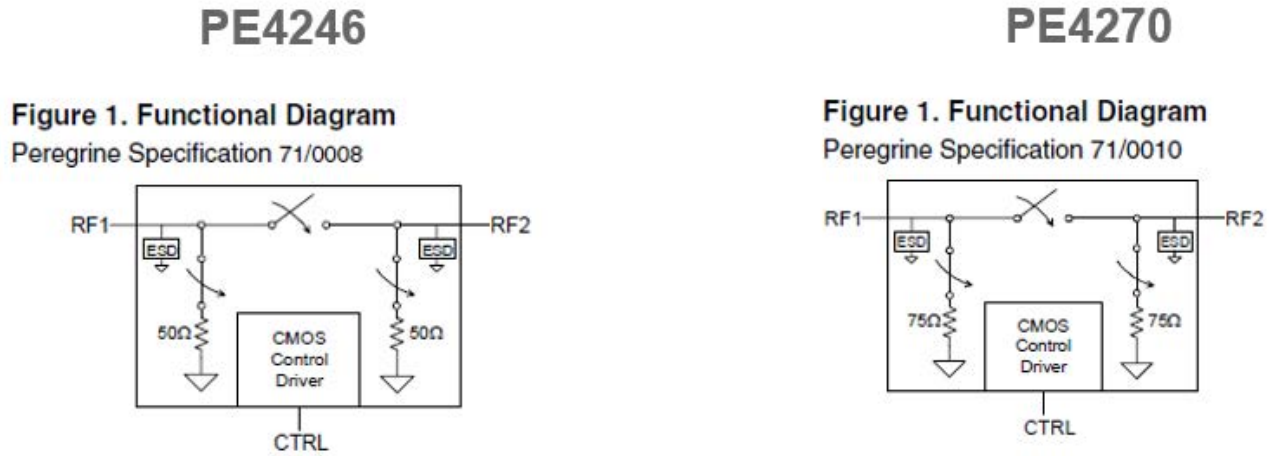 PE4246
Figure 1. Functional Diagram
Peregrine Specification 71/0008
RF1
RF2
ESD
ESD
50Ω
50Ω
CMOS
Control
Driver
CTRL
PE4270
Figure 1. Functional Diagram
Peregrine Specification 71/0010
RF1
RF2
ESD
ESD
75Ω
75Ω
CMOS
Control
Driver
CTRL